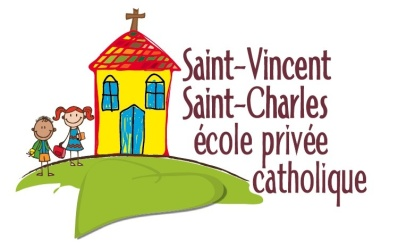 Saint-Vincent
Saint-Charles
école privée
catholique